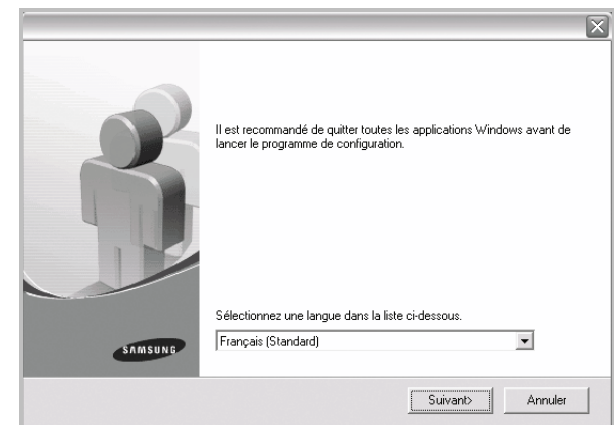 Il est recommandé de quitter toutes les applications Windows avant de
lancer le programme de configuration.
Sélectionnez une langue dans la liste ci-dessous.
SAMSUNG
Français (Standard)
Suivant>
Annuler